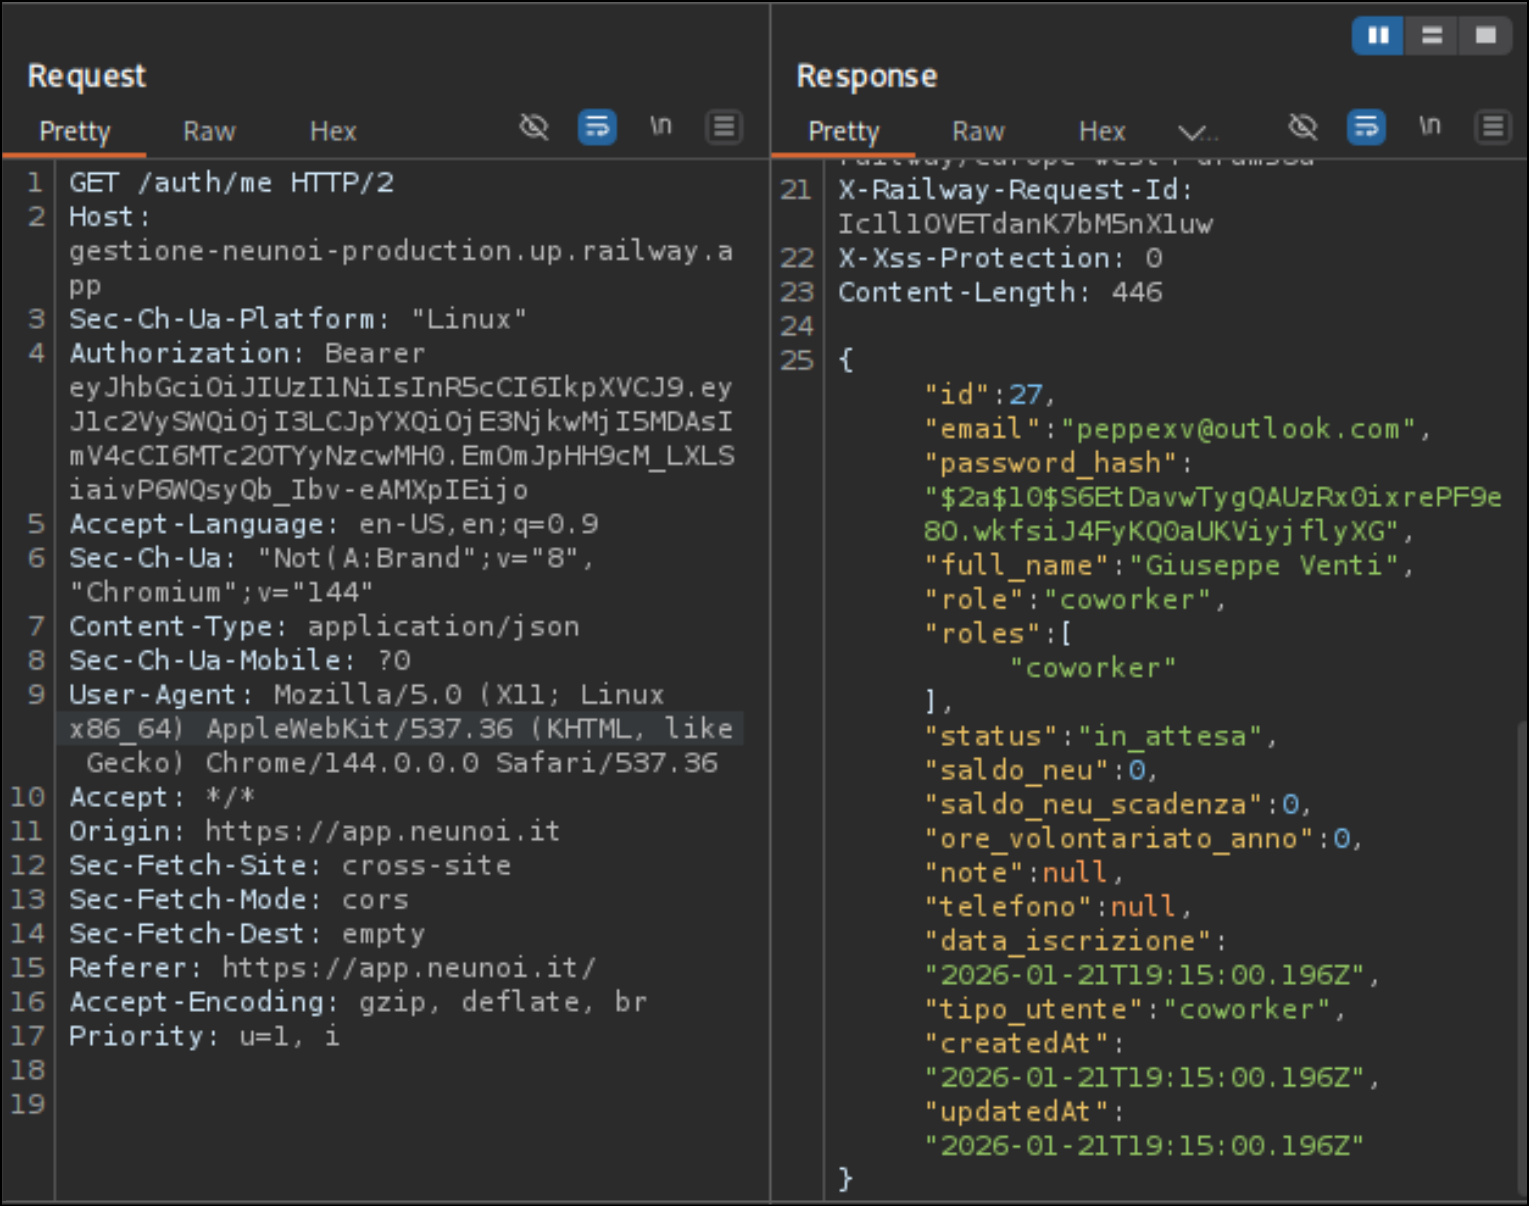 Request
Pretty Raw Hex \n
1 GET /auth/me HTTP/2
2 Host:
gestione-neunoi-production.up.railway.a
pp
3 Sec-Ch-Ua-Platform: "Linux"
4 Authorization: Bearer
eyJhbGciOiJIUzI1NiIsInR5cCI6IkpXVCJ9.ey
J1c2VySWQiOjI3LCJpYXQiOjE3NjkwMjI5MDAsI
mV4cCI6MTc2OTYyNzcwMH0.EmOmJpHH9cM_LXLS
iaivP6WQsyQb_Ibv-eAMXpIEijo
5 Accept-Language: en-US,en;q=0.9
6 Sec-Ch-Ua: "Not(A:Brand";v="8",
"Chromium";v="144"
7 Content-Type: application/json
8 Sec-Ch-Ua-Mobile: ?0
9 User-Agent: Mozilla/5.0 (X11; Linux
x86_64) AppleWebKit/537.36 (KHTML, like
Gecko) Chrome/144.0.0.0 Safari/537.36
10 Accept: */*
11 Origin: https://app.neunoi.it
12 Sec-Fetch-Site: cross-site
13 Sec-Fetch-Mode: cors
14 Sec-Fetch-Dest: empty
15 Referer: https://app.neunoi.it/
16 Accept-Encoding: gzip, deflate, br
17 Priority: u=1, i
18
19
Response
Pretty Raw Hex ... \n
21 X-Railway-Request-Id:
Ic1l1OVETdanK7bM5nX1uw
22 X-Xss-Protection: 0
23 Content-Length: 446
24
25 {
"id":27,
"email":"peppexv@outlook.com",
"password_hash":
"$2a$10$S6EtDavwTygQAUzRx0ixrePF9e
80.wkfsiJ4FyKQ0aUKViyjflyXG",
"full_name":"Giuseppe Venti",
"role":"coworker",
"roles":[
"coworker"
],
"status":"in_attesa",
"saldo_neu":0,
"saldo_neu_scadenza":0,
"ore_volontariato_anno":0,
"note":null,
"telefono":null,
"data_iscrizione":
"2026-01-21T19:15:00.196Z",
"tipo_utente":"coworker",
"createdAt":
"2026-01-21T19:15:00.196Z",
"updatedAt":
"2026-01-21T19:15:00.196Z"
}